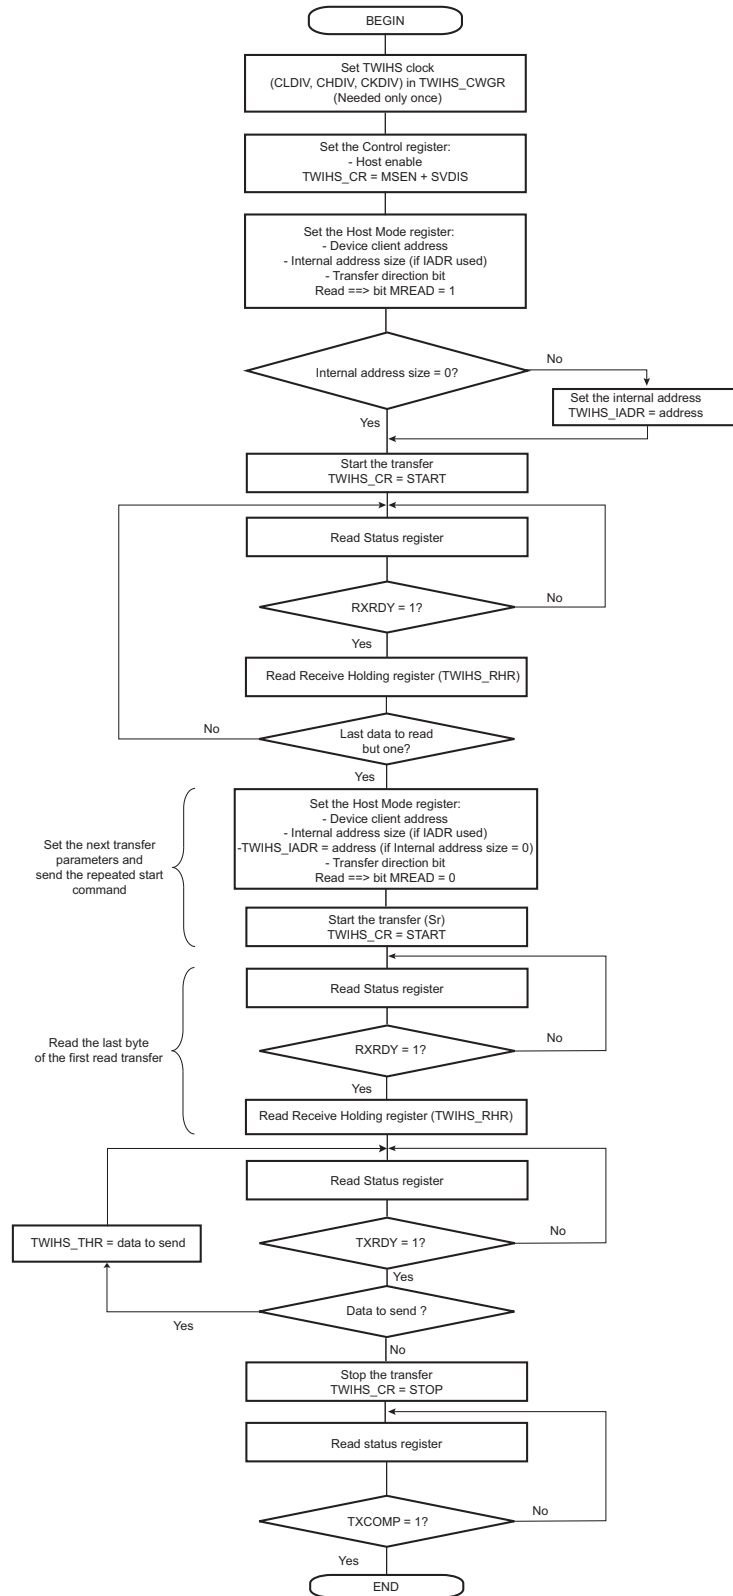 BEGIN
Set TWIHS clock
(CLDIV, CHDIV, CKDIV) in TWIHS_CWGR
(Needed only once)
Set the Control register:
- Host enable
TWIHS_CR = MSEN + SVDIS
Set the Host Mode register:
- Device client address
- Internal address size (if IADR used)
- Transfer direction bit
Read ==> bit MREAD = 1
Internal address size = 0?
No
Set the internal address
TWIHS_IADR = address
Yes
Start the transfer
TWIHS_CR = START
Read Status register
RXRDY = 1?
No
Yes
Read Receive Holding register (TWIHS_RHR)
Last data to read
but one?
No
Yes
Set the next transfer
parameters and
send the repeated start
command
Set the Host Mode register:
- Device client address
- Internal address size (if IADR used)
-TWIHS_IADR = address (if Internal address size = 0)
- Transfer direction bit
Read ==> bit MREAD = 0
Start the transfer (Sr)
TWIHS_CR = START
Read the last byte
of the first read transfer
Read Status register
RXRDY = 1?
No
Yes
Read Receive Holding register (TWIHS_RHR)
Read Status register
TXRDY = 1?
No
TWIHS_THR = data to send
Yes
Data to send ?
Yes
No
Stop the transfer
TWIHS_CR = STOP
Read status register
TXCOMP = 1?
No
Yes
END